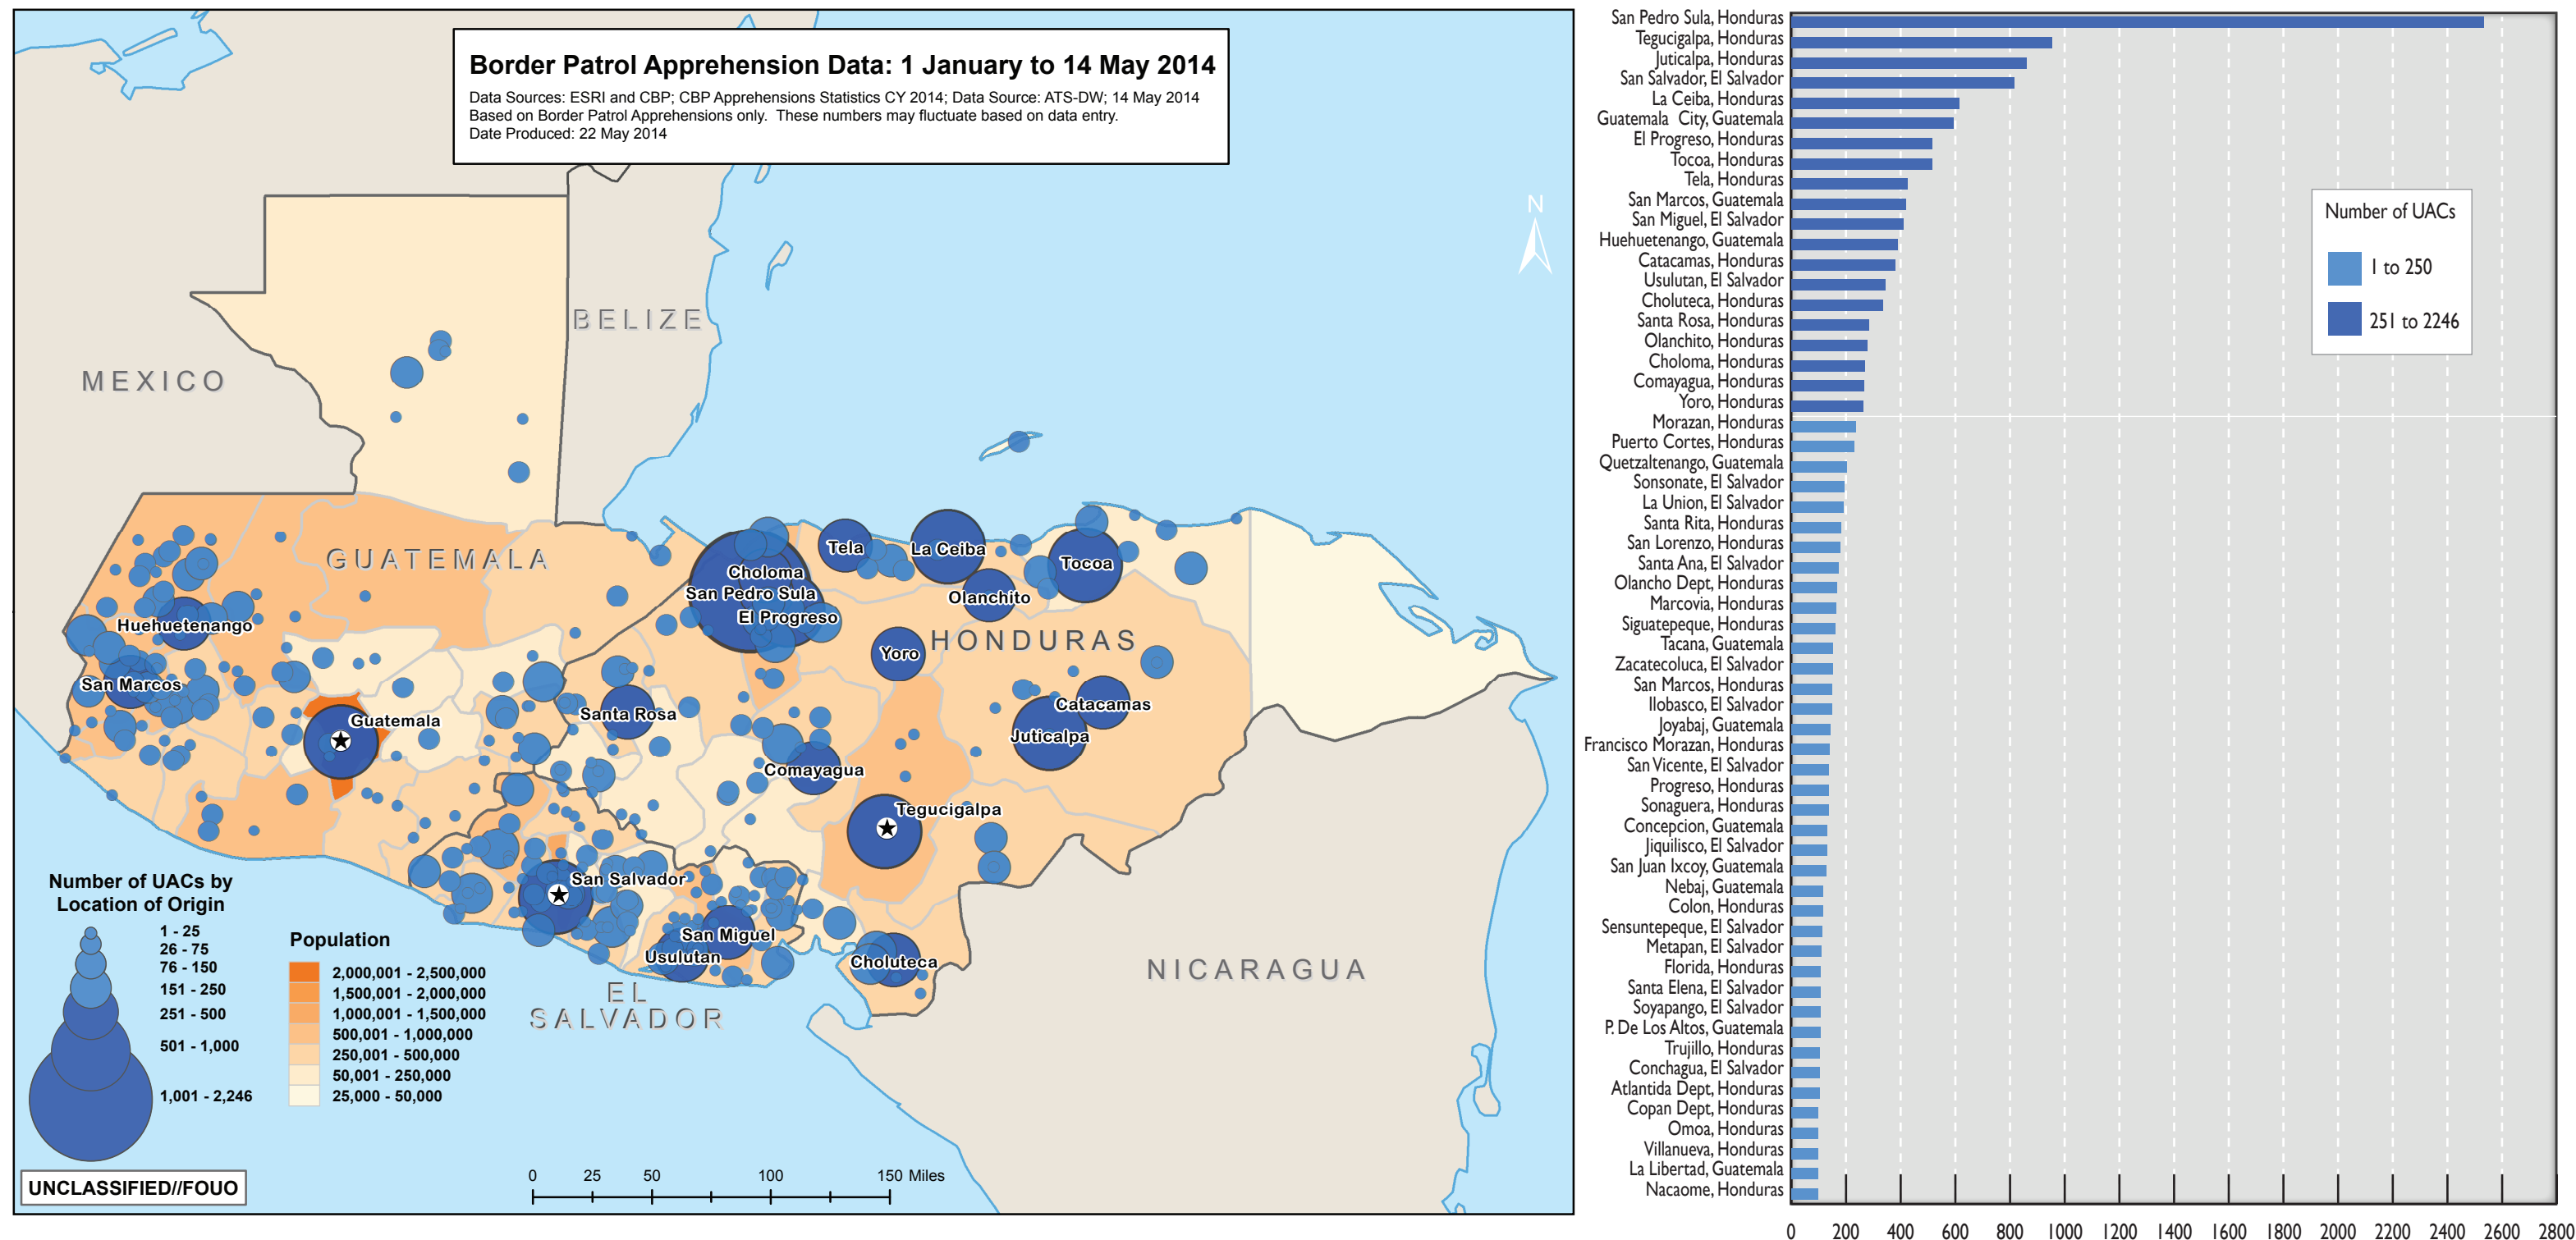 Border Patrol Apprehension Data: 1 January to 14 May 2014
Data Sources: ESRI and CBP; CBP Apprehensions Statistics CY 2014; Data Source: ATS-DW; 14 May 2014
Based on Border Patrol Apprehensions only. These numbers may fluctuate based on data entry.
Date Produced: 22 May 2014
N
BELIZE
MEXICO
GUATEMALA
HONDURAS
NICARAGUA
EL
SALVADOR
Tela
La Ceiba
Tocoa
Choloma
San Pedro Sula
El Progreso
Olanchito
Huehuetenango
Yoro
San Marcos
Catacamas
Santa Rosa
Guatemala
Juticalpa
Comayagua
Tegucigalpa
San Salvador
San Miguel
Usulutan
Choluteca
Number of UACs by
Location of Origin
1 - 25
26 - 75
76 - 150
151 - 250
251 - 500
501 - 1,000
1,001 - 2,246
Population
2,000,001 - 2,500,000
1,500,001 - 2,000,000
1,000,001 - 1,500,000
500,001 - 1,000,000
250,001 - 500,000
50,001 - 250,000
25,000 - 50,000
UNCLASSIFIED//FOUO
0 25 50 100 150 Miles
San Pedro Sula, Honduras
Tegucigalpa, Honduras
Juticalpa, Honduras
San Salvador, El Salvador
La Ceiba, Honduras
Guatemala City, Guatemala
El Progreso, Honduras
Tocoa, Honduras
Tela, Honduras
San Marcos, Guatemala
San Miguel, El Salvador
Huehuetenango, Guatemala
Catacamas, Honduras
Usulutan, El Salvador
Choluteca, Honduras
Santa Rosa, Honduras
Olanchito, Honduras
Choloma, Honduras
Comayagua, Honduras
Yoro, Honduras
Morazan, Honduras
Puerto Cortes, Honduras
Quetzaltenango, Guatemala
Sonsonate, El Salvador
La Union, El Salvador
Santa Rita, Honduras
San Lorenzo, Honduras
Santa Ana, El Salvador
Olancho Dept, Honduras
Marcovia, Honduras
Siguatepeque, Honduras
Tacana, Guatemala
Zacatecoluca, El Salvador
San Marcos, Honduras
Ilobasco, El Salvador
Joyabaj, Guatemala
Francisco Morazan, Honduras
San Vicente, El Salvador
Progreso, Honduras
Sonaguera, Honduras
Concepcion, Guatemala
Jiquilisco, El Salvador
San Juan Ixcoy, Guatemala
Nebaj, Guatemala
Colon, Honduras
Sensuntepeque, El Salvador
Metapan, El Salvador
Florida, Honduras
Santa Elena, El Salvador
Soyapango, El Salvador
P. De Los Altos, Guatemala
Trujillo, Honduras
Conchagua, El Salvador
Atlantida Dept, Honduras
Copan Dept, Honduras
Omoa, Honduras
Villanueva, Honduras
La Libertad, Guatemala
Nacaome, Honduras
Number of UACs
1 to 250
251 to 2246
0 200 400 600 800 1000 1200 1400 1600 1800 2000 2200 2400 2600 2800